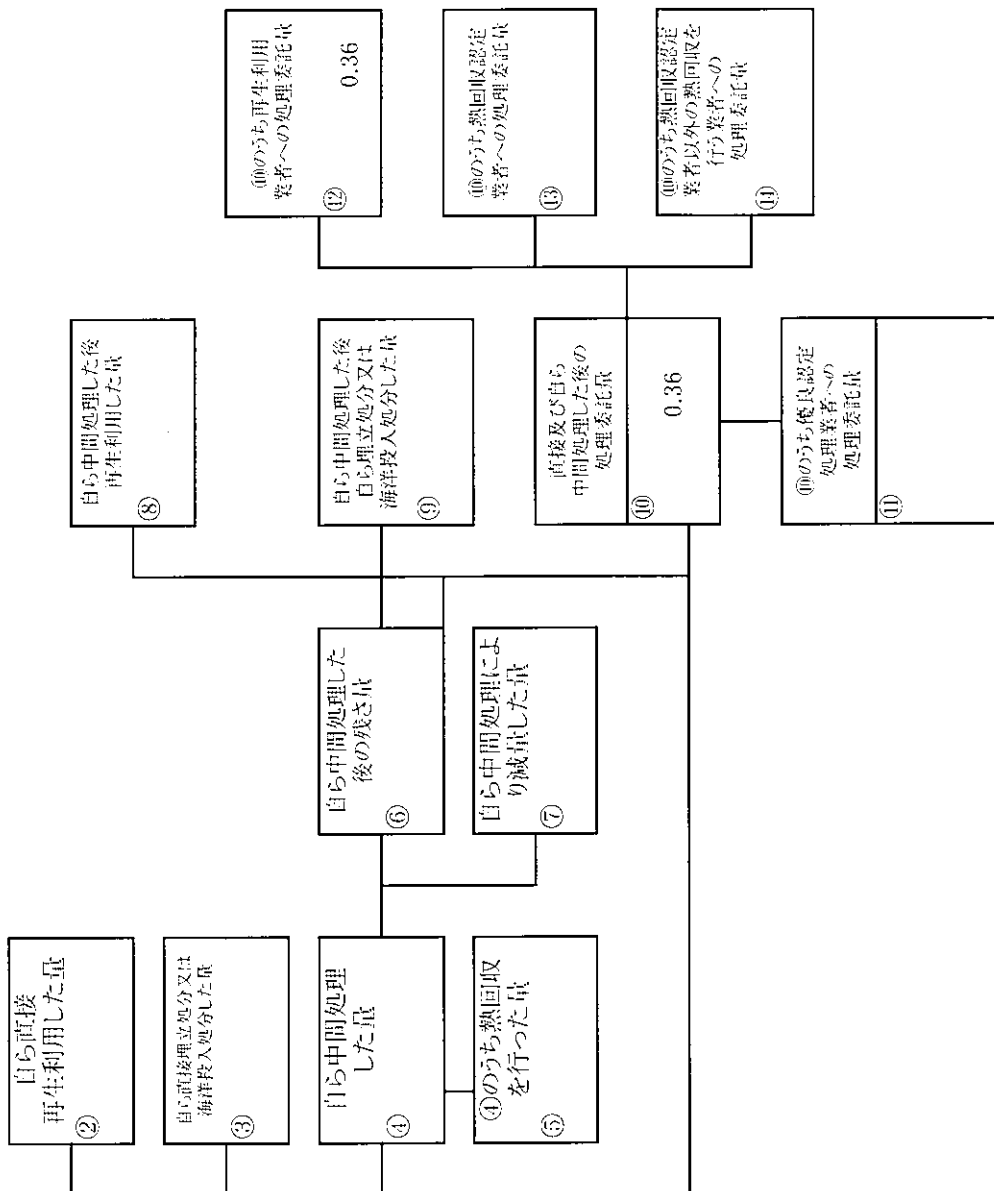 自ら直接
再生利用した量
②
自ら直接埋立処分又は
海洋投入処分した量
③
自ら中間処理
した量
④
④のうち熱回収
を行った量
⑤
自ら中間処理した
後の残さ量
⑥
自ら中間処理によ
り減量した量
⑦
自ら中間処理した後
再生利用した量
⑧
自ら中間処理した後
自ら埋立処分又は
海洋投入処分した量
⑨
直接及び自ら
中間処理した後の
処理委託量
⑩
0.36
⑩のうち優良認定
処理業者への
処理委託量
⑪
⑩のうち再生利用
業者への処理委託量
⑫
0.36
⑩のうち熱回収認定
業者への処理委託量
⑬
⑩のうち熱回収認定
業者以外の熱回収を
行う業者への
処理委託量
⑭